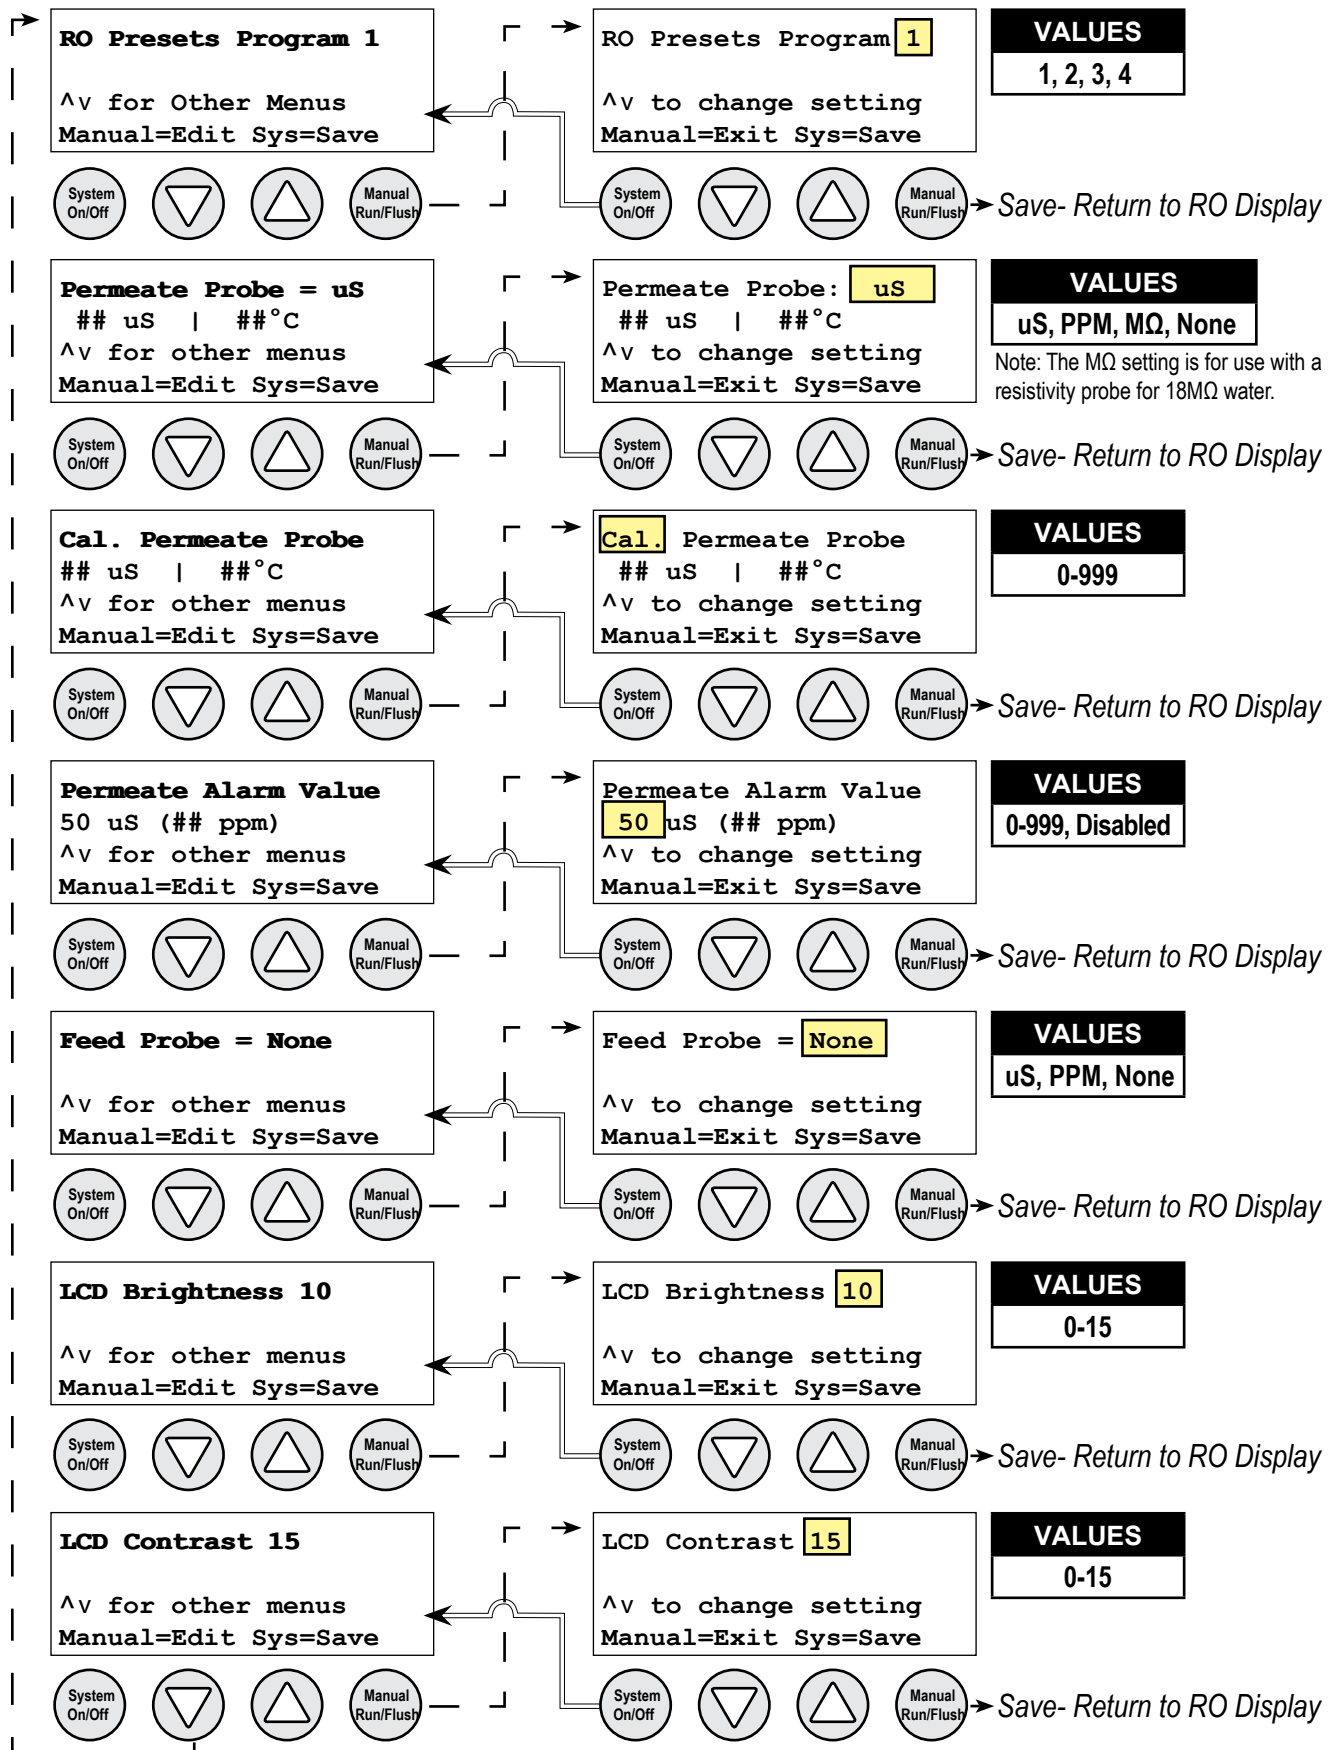 RO Presets Program 1
^v for Other Menus
Manual=Edit Sys=Save
System
On/Off
Manual
Run/Flush
RO Presets Program 1
^v to change setting
Manual=Exit Sys=Save
System
On/Off
Manual
Run/Flush
Save- Return to RO Display
VALUES
1, 2, 3, 4
Permeate Probe = uS
## uS | ##°C
^v for other menus
Manual=Edit Sys=Save
System
On/Off
Manual
Run/Flush
Permeate Probe: uS
## uS | ##°C
^v to change setting
Manual=Exit Sys=Save
System
On/Off
Manual
Run/Flush
Save- Return to RO Display
VALUES
uS, PPM, MΩ, None
Note: The MΩ setting is for use with a
resistivity probe for 18MΩ water.
Cal. Permeate Probe
## uS | ##°C
^v for other menus
Manual=Edit Sys=Save
System
On/Off
Manual
Run/Flush
Cal. Permeate Probe
## uS | ##°C
^v to change setting
Manual=Exit Sys=Save
System
On/Off
Manual
Run/Flush
Save- Return to RO Display
VALUES
0-999
Permeate Alarm Value
50 uS (## ppm)
^v for other menus
Manual=Edit Sys=Save
System
On/Off
Manual
Run/Flush
Permeate Alarm Value
50 uS (## ppm)
^v to change setting
Manual=Exit Sys=Save
System
On/Off
Manual
Run/Flush
Save- Return to RO Display
VALUES
0-999, Disabled
Feed Probe = None
^v for other menus
Manual=Edit Sys=Save
System
On/Off
Manual
Run/Flush
Feed Probe = None
^v to change setting
Manual=Exit Sys=Save
System
On/Off
Manual
Run/Flush
Save- Return to RO Display
VALUES
uS, PPM, None
LCD Brightness 10
^v for other menus
Manual=Edit Sys=Save
System
On/Off
Manual
Run/Flush
LCD Brightness 10
^v to change setting
Manual=Exit Sys=Save
System
On/Off
Manual
Run/Flush
Save- Return to RO Display
VALUES
0-15
LCD Contrast 15
^v for other menus
Manual=Edit Sys=Save
System
On/Off
Manual
Run/Flush
LCD Contrast 15
^v to change setting
Manual=Exit Sys=Save
System
On/Off
Manual
Run/Flush
Save- Return to RO Display
VALUES
0-15